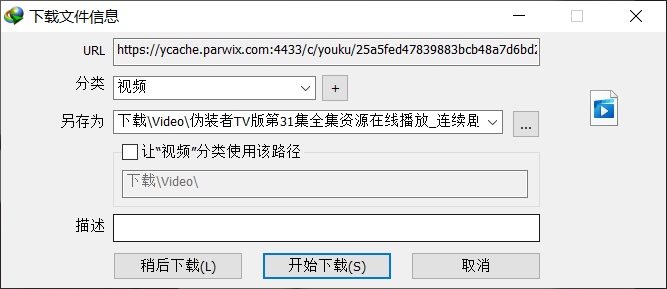 下载文件信息
URL https://ycache.parwix.com:4433/c/youku/25a5fed47839883bcb48a7d6bd2
分类 视频 +
另存为 下载\Video\伪装者TV版第31集全集资源在线播放_连续剧 ...
让“视频”分类使用该路径
下载\Video\
描述
稍后下载(L) 开始下载(S) 取消